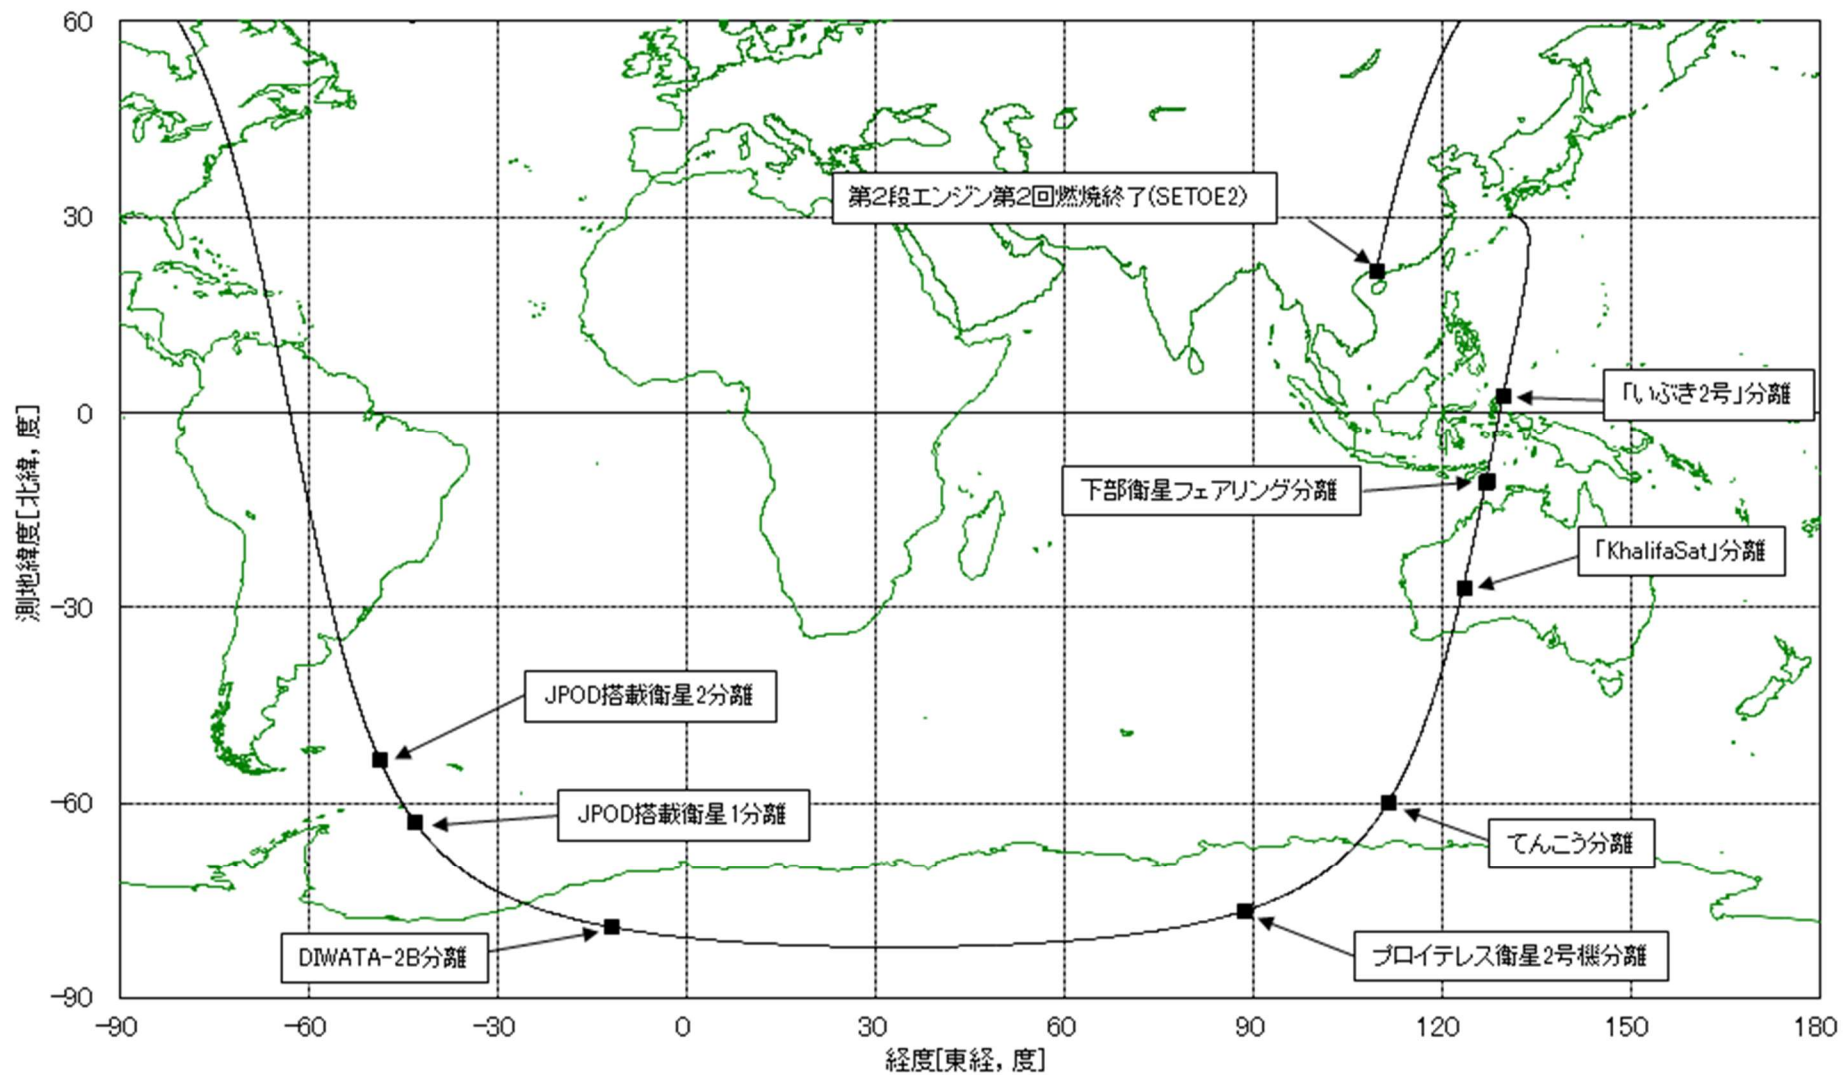 60
第2段エンジン第2回燃焼終了(SETOE2)
30
「いぶき2号」分離
0
下部衛星フェアリング分離
「KhalifaSat」分離
-30
JPOD搭載衛星2分離
-60
JPOD搭載衛星1分離
てんこう分離
DIWATA-2B分離
プロイテレス衛星2号機分離
-90
測地緯度[北緯, 度]
-90 -60 -30 0 30 60 90 120 150 180
経度[東経, 度]